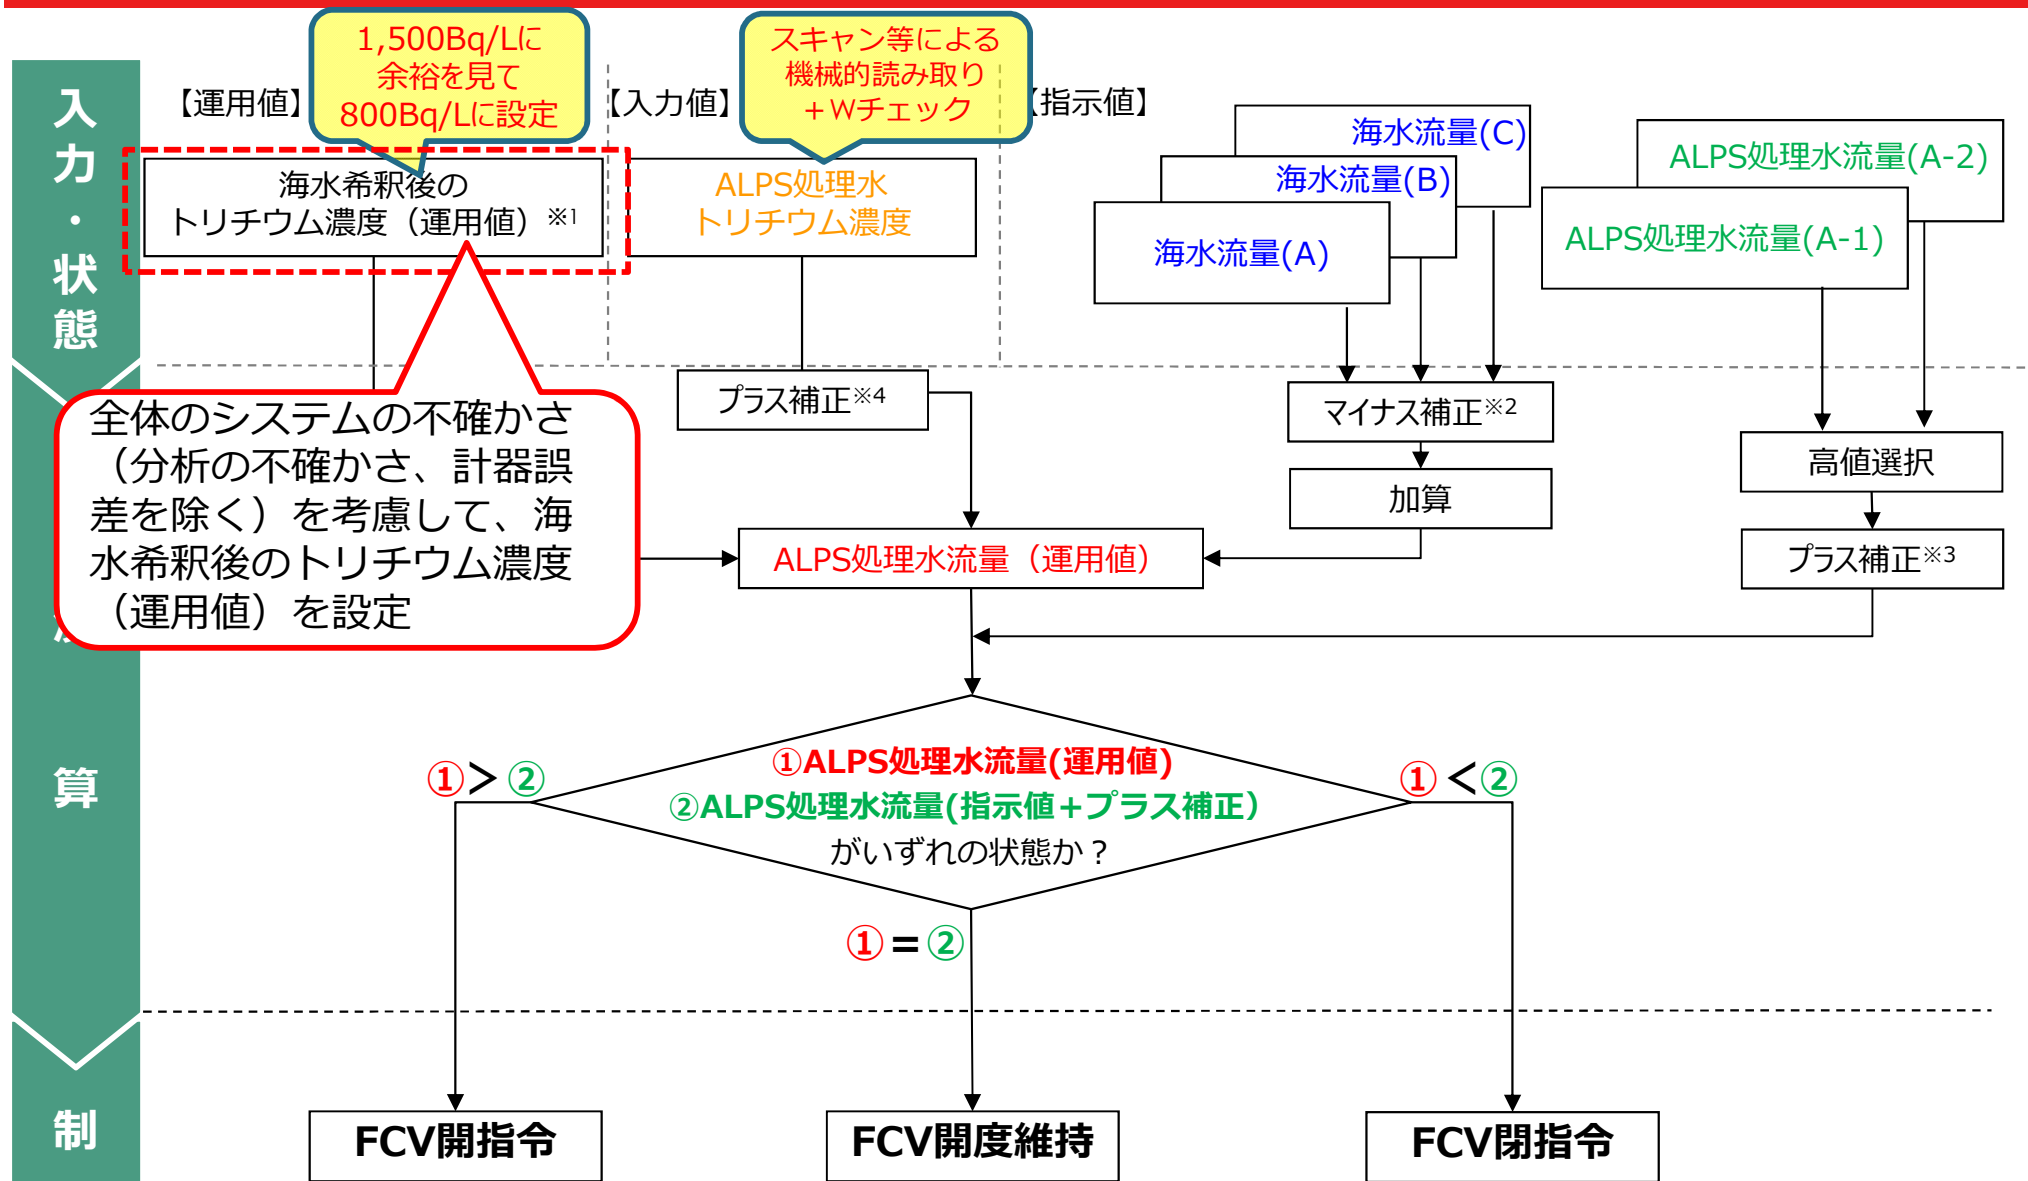 1,500Bq/Lに
余裕を見て
800Bq/Lに設定
スキャン等による
機械的読み取り
＋Wチェック
【運用値】
【入力値】
【指示値】
入力・状態
海水希釈後の
トリチウム濃度（運用値）※1
ALPS処理水
トリチウム濃度
海水流量(C)
海水流量(B)
海水流量(A)
ALPS処理水流量(A-2)
ALPS処理水流量(A-1)
プラス補正※4
マイナス補正※2
高値選択
加算
プラス補正※3
全体のシステムの不確かさ
（分析の不確かさ、計器誤
差を除く）を考慮して、海
水希釈後のトリチウム濃度
（運用値）を設定
ALPS処理水流量（運用値）
算
①ALPS処理水流量(運用値)
②ALPS処理水流量(指示値＋プラス補正）
がいずれの状態か？
①＞②
①＜②
①＝②
制
FCV開指令
FCV開度維持
FCV閉指令